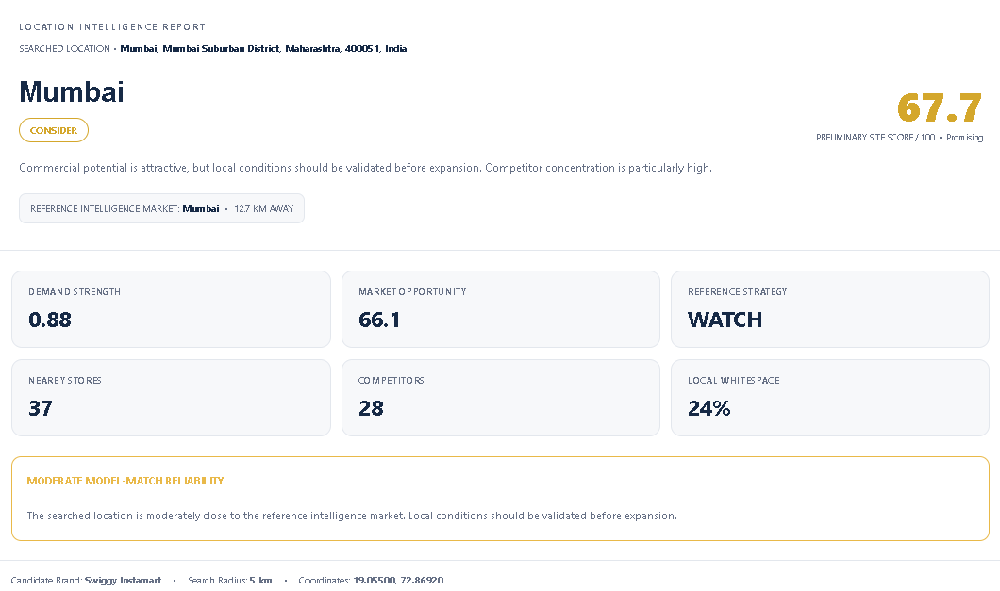 LOCATION INTELLIGENCE REPORT
SEARCHED LOCATION • Mumbai, Mumbai Suburban District, Maharashtra, 400051, India
Mumbai
67.7
CONSIDER
PRELIMINARY SITE SCORE / 100 • Promising
Commercial potential is attractive, but local conditions should be validated before expansion. Competitor concentration is particularly high.
REFERENCE INTELLIGENCE MARKET: Mumbai • 12.7 KM AWAY
DEMAND STRENGTH
0.88
MARKET OPPORTUNITY
66.1
REFERENCE STRATEGY
WATCH
NEARBY STORES
37
COMPETITORS
28
LOCAL WHITESPACE
24%
MODERATE MODEL-MATCH RELIABILITY
The searched location is moderately close to the reference intelligence market. Local conditions should be validated before expansion.
Candidate Brand: Swiggy Instamart • Search Radius: 5 km • Coordinates: 19.05500, 72.86920